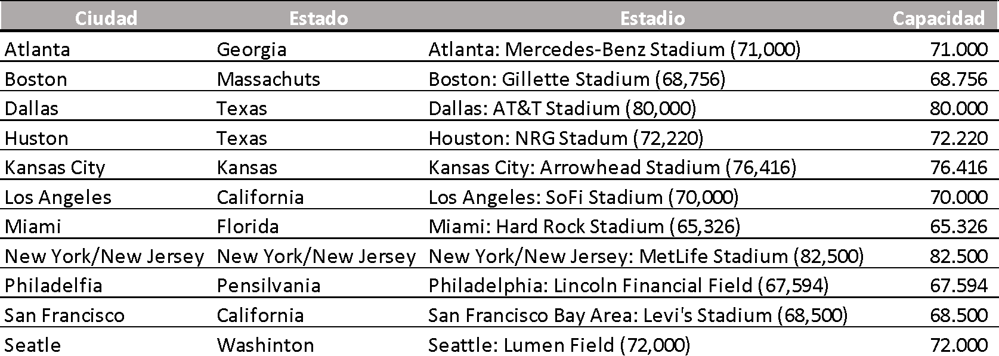 Ciudad Estado Estadio Capacidad
Atlanta Georgia Atlanta: Mercedes-Benz Stadium (71,000) 71.000
Boston Massachuts Boston: Gillette Stadium (68,756) 68.756
Dallas Texas Dallas: AT&T Stadium (80,000) 80.000
Huston Texas Houston: NRG Stadum (72,220) 72.220
Kansas City Kansas Kansas City: Arrowhead Stadium (76,416) 76.416
Los Angeles California Los Angeles: SoFi Stadium (70,000) 70.000
Miami Florida Miami: Hard Rock Stadium (65,326) 65.326
New York/New Jersey New York/New Jersey New York/New Jersey: MetLife Stadium (82,500) 82.500
Philadelfia Pensilvania Philadelphia: Lincoln Financial Field (67,594) 67.594
San Francisco California San Francisco Bay Area: Levi's Stadium (68,500) 68.500
Seatle Washinton Seattle: Lumen Field (72,000) 72.000